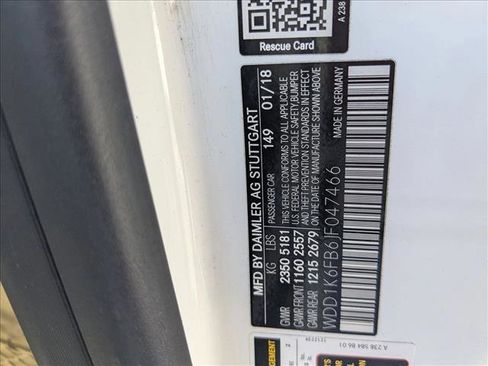 A 238
Rescue Card
MFD BY DAIMLER AG STUTTGART
PASSENGER CAR 149 01/18
KG LBS
2350 5181
GAWR FRONT 1160 2557
GAWR REAR 1215 2679
THIS VEHICLE CONFORMS TO ALL APPLICABLE
U.S. FEDERAL MOTOR VEHICLE SAFETY, BUMPER
AND THEFT PREVENTION STANDARDS IN EFFECT
ON THE DATE OF MANUFACTURE SHOWN ABOVE
WDD1K6FB6JF047466
MADE IN GERMANY
A 238 584 86 01